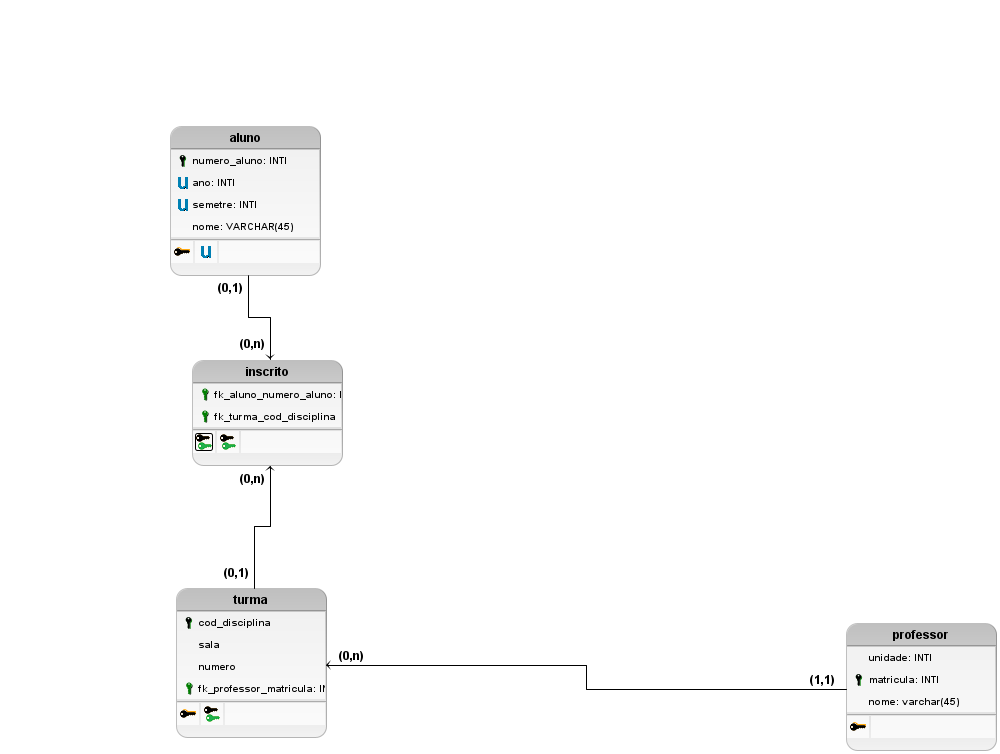 aluno
numero_aluno: INTI
U ano: INTI
U semetre: INTI
nome: VARCHAR(45)
U
(0,1)
(0,n)
inscrito
fk_aluno_numero_aluno: I
fk_turma_cod_disciplina
(0,n)
(0,1)
turma
cod_disciplina
sala
numero
fk_professor_matricula: IN
(0,n)
(1,1)
professor
unidade: INTI
matricula: INTI
nome: varchar(45)